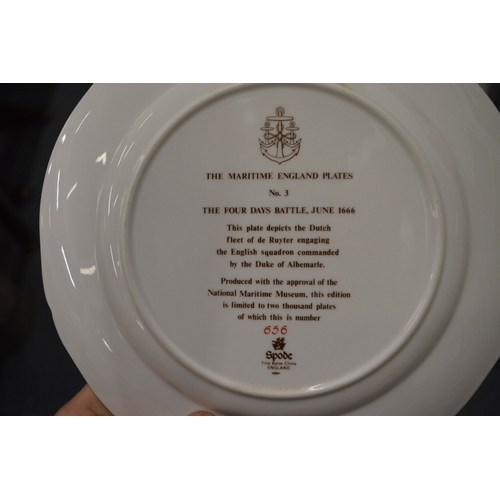 THE MARITIME ENGLAND PLATES
No. 3
THE FOUR DAYS BATTLE, JUNE 1666
This plate depicts the Dutch
fleet of de Ruyter engaging
the English squadron commanded
by the Duke of Albemarle.
Produced with the approval of the
National Maritime Museum, this edition
is limited to two thousand plates
of which this is number
656
Spode
Fine Bone China
ENGLAND